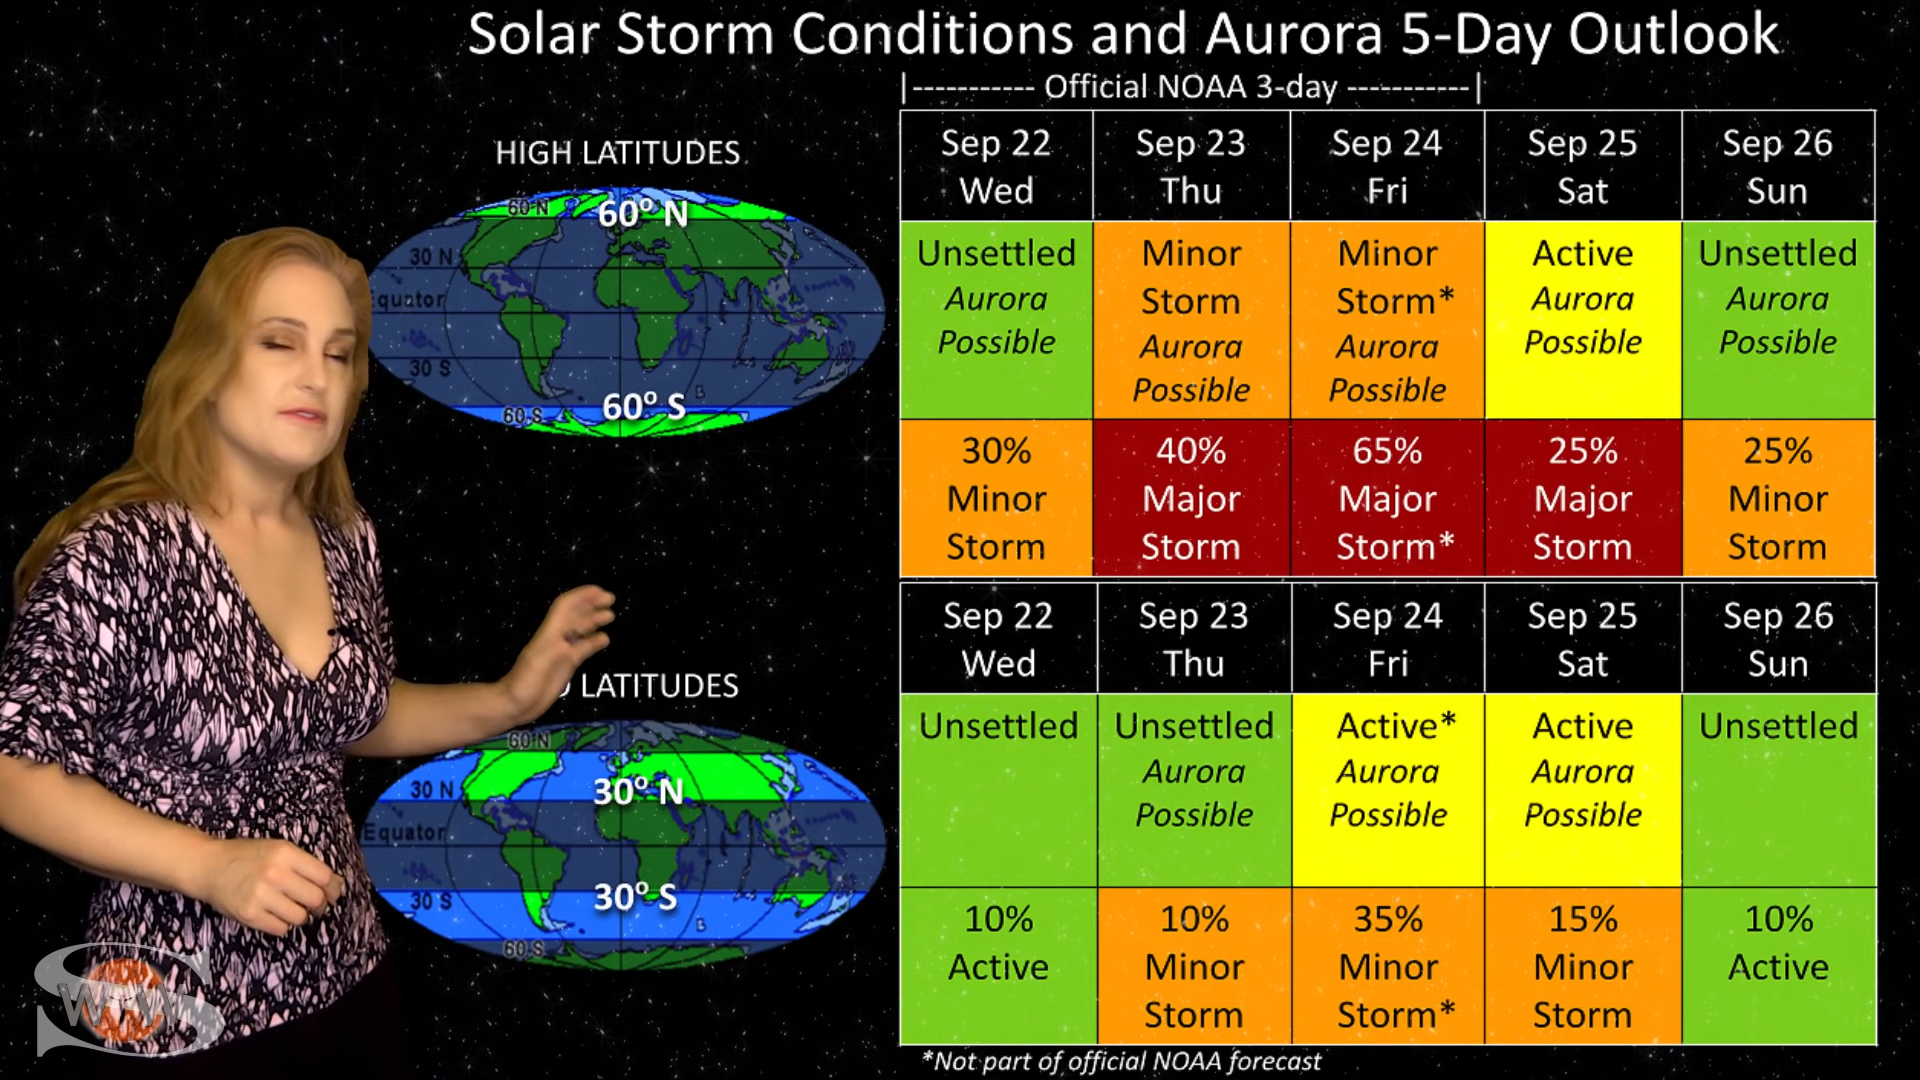 Solar Storm Conditions and Aurora 5-Day Outlook
|----------- Official NOAA 3-day -----------|
HIGH LATITUDES
60 N
60º N
30 N
Equator
30 S
60 S
60º S
Sep 22
Wed
Sep 23
Thu
Sep 24
Fri
Sep 25
Sat
Sep 26
Sun
Unsettled
Aurora
Possible
Minor
Storm
Aurora
Possible
Minor
Storm*
Aurora
Possible
Active
Aurora
Possible
Unsettled
Aurora
Possible
30%
Minor
Storm
40%
Major
Storm
65%
Major
Storm*
25%
Major
Storm
25%
Minor
Storm
LATITUDES
60 N
30 N
30º N
Equator
30 S
30º S
60 S
Sep 22
Wed
Sep 23
Thu
Sep 24
Fri
Sep 25
Sat
Sep 26
Sun
Unsettled
Unsettled
Aurora
Possible
Active*
Aurora
Possible
Active
Aurora
Possible
Unsettled
10%
Active
10%
Minor
Storm
35%
Minor
Storm*
15%
Minor
Storm
10%
Active
*Not part of official NOAA forecast